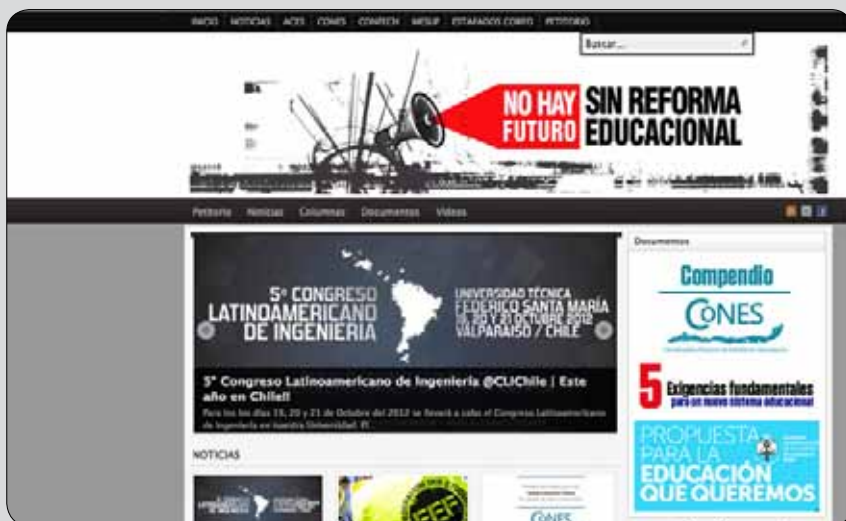 INICIO NOTICIAS ACES CONES CONFECH MESUP ESTAFADOS CORFO PETITORIO
Buscar...
NO HAY SIN REFORMA
FUTURO EDUCACIONAL
Petitorio Noticias Columnas Documentos Videos
5º CONGRESO
LATINOAMERICANO
DE INGENIERIA
UNIVERSIDAD TÉCNICA
FEDERICO SANTA MARÍA
19, 20 Y 21 OCTUBRE 2012
VALPARAISO / CHILE
5º Congreso Latinoamericano de Ingeniería @CLIChile | Este
año en Chile!!
Para los los días 19, 20 y 21 de Octubre del 2012 se llevará a cabo el Congreso Latinoamericano
de Ingeniería en nuestra Universidad. El
NOTICIAS
FEF
CONES
Documentos
Compendio
CONES
5 Exigencias fundamentales
para un nuevo sistema educacional
PROPUESTA
PARA LA
EDUCACIÓN
QUE QUEREMOS